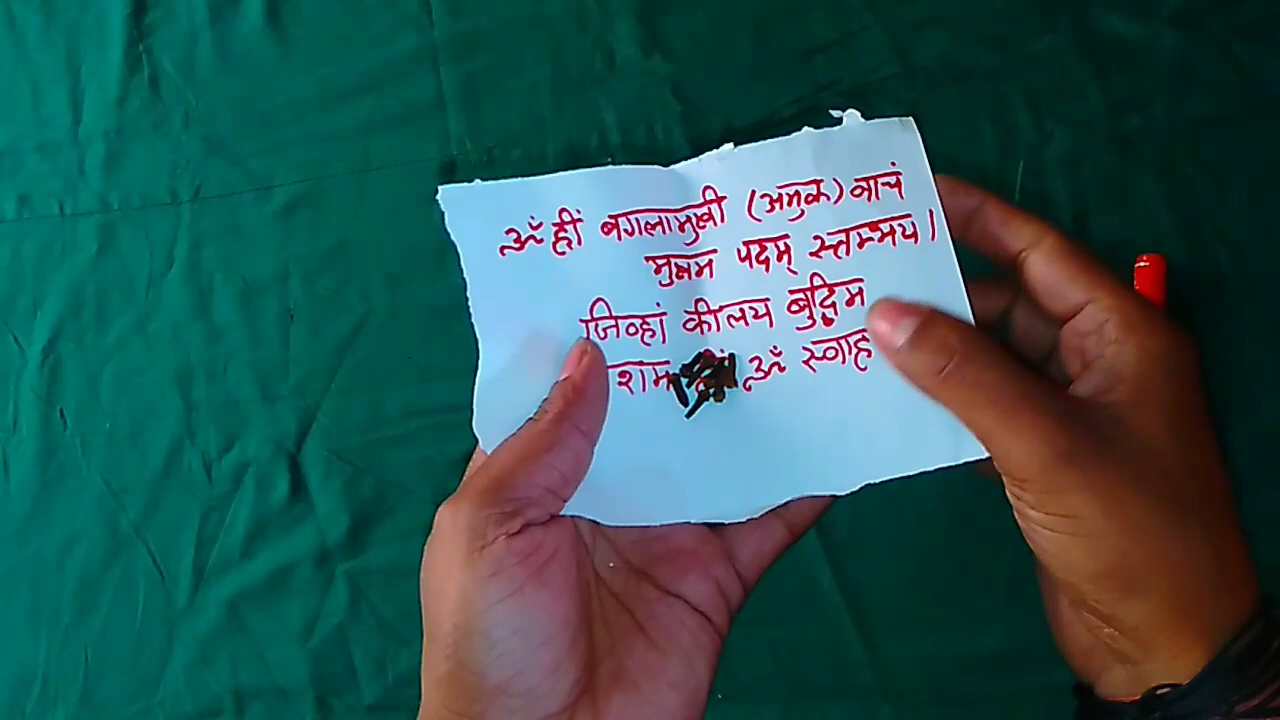 ॐ ह्रीं बगलामुखी (अमुक) वाचं
मुखम पदम् स्तम्भय।
जिव्हां कीलय बुद्धिम
ॐ स्वाह